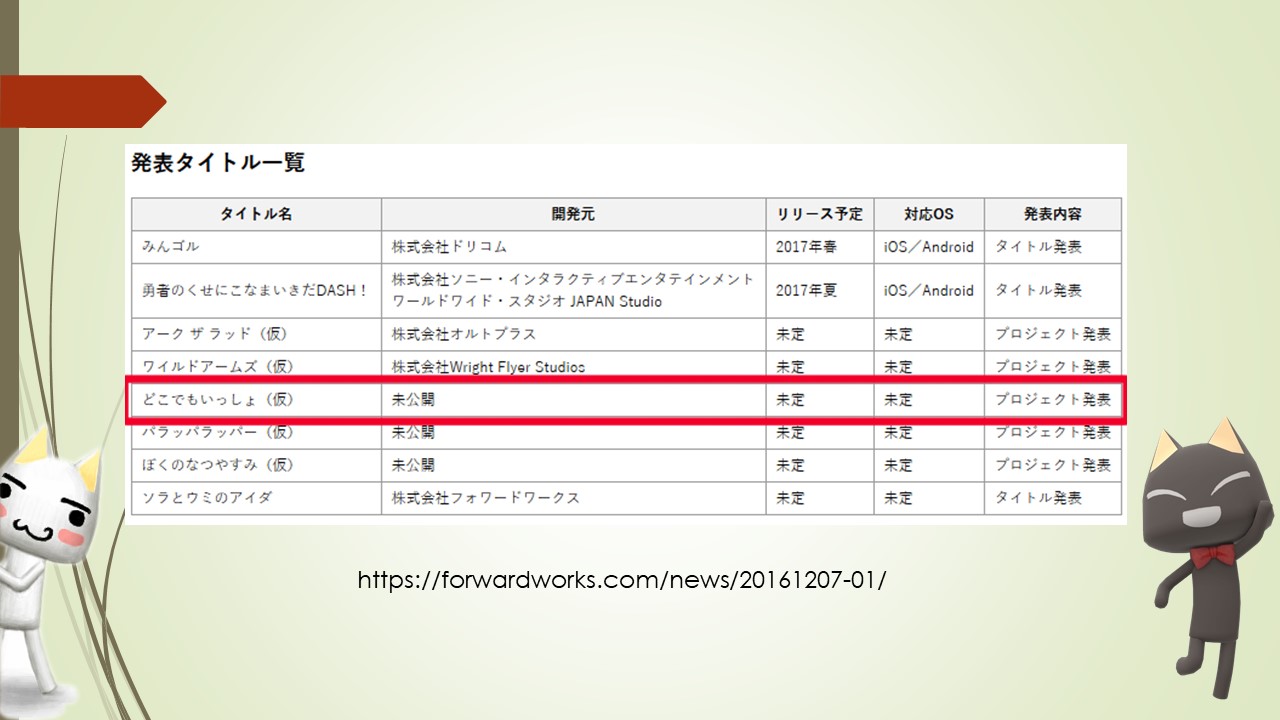 発表タイトル一覧
タイトル名 開発元 リリース予定 対応OS 発表内容
みんゴル 株式会社ドリコム 2017年春 iOS／Android タイトル発表
勇者のくせにこなまいきだDASH！ 株式会社ソニー・インタラクティブエンタテインメント ワールドワイド・スタジオ JAPAN Studio 2017年夏 iOS／Android タイトル発表
アーク ザ ラッド（仮） 株式会社オルトプラス 未定 未定 プロジェクト発表
ワイルドアームズ（仮） 株式会社Wright Flyer Studios 未定 未定 プロジェクト発表
どこでもいっしょ（仮） 未公開 未定 未定 プロジェクト発表
パラッパラッパー（仮） 未公開 未定 未定 プロジェクト発表
ぼくのなつやすみ（仮） 未公開 未定 未定 プロジェクト発表
ソラとウミのアイダ 株式会社フォワードワークス 未定 未定 タイトル発表
https://forwardworks.com/news/20161207-01/